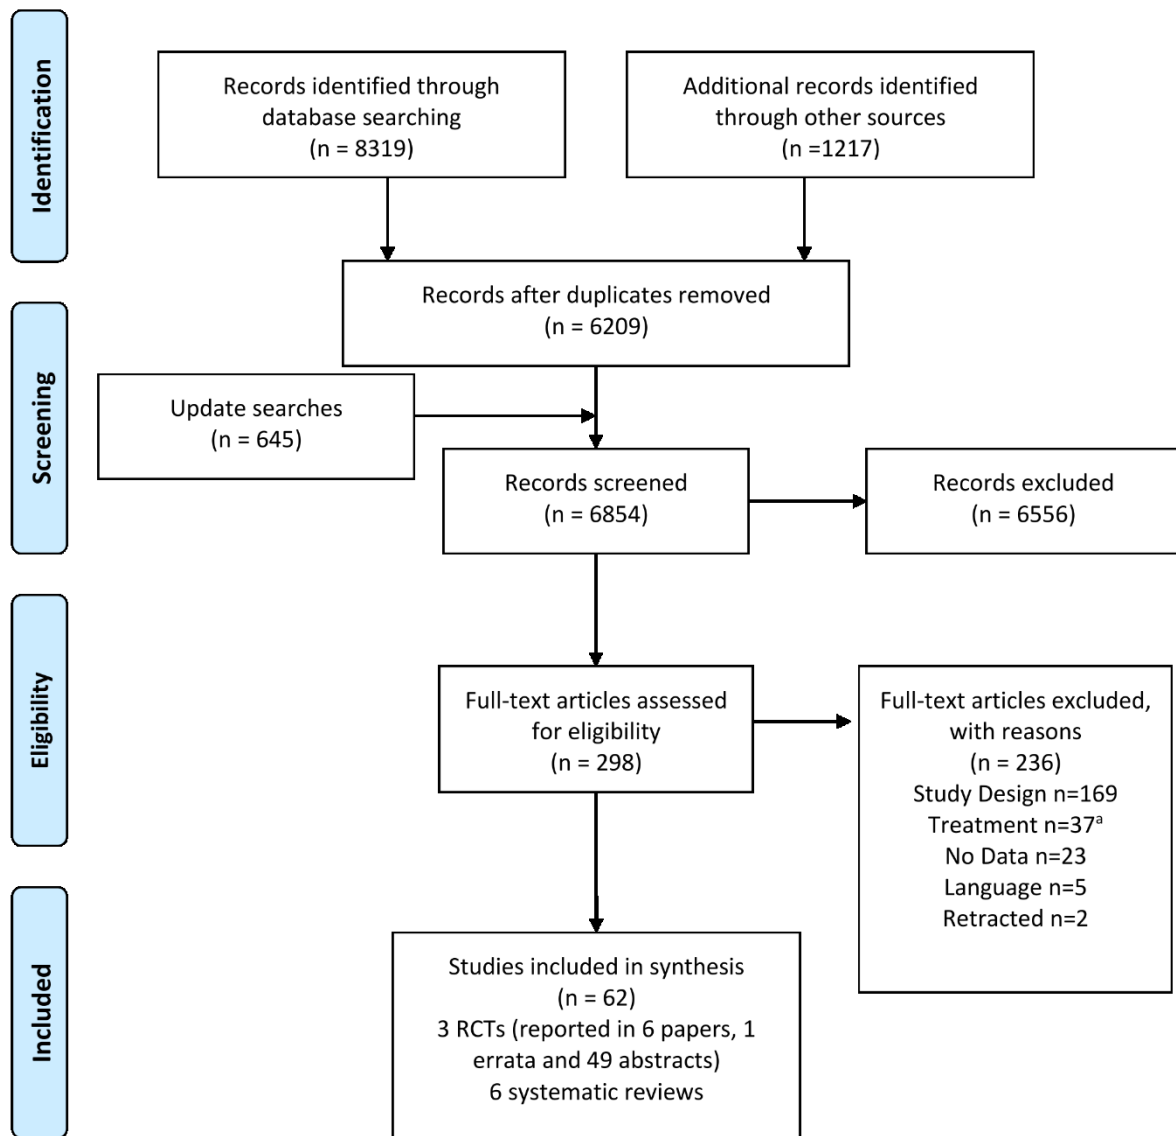 Identification
Records identified through
database searching
(n = 8319)
Additional records identified
through other sources
(n =1217)
Records after duplicates removed
(n = 6209)
Screening
Update searches
(n = 645)
Records screened
(n = 6854)
Records excluded
(n = 6556)
Eligibility
Full-text articles assessed
for eligibility
(n = 298)
Full-text articles excluded,
with reasons
(n = 236)
Study Design n=169
Treatment n=37ᵃ
No Data n=23
Language n=5
Retracted n=2
Included
Studies included in synthesis
(n = 62)
3 RCTs (reported in 6 papers, 1
errata and 49 abstracts)
6 systematic reviews